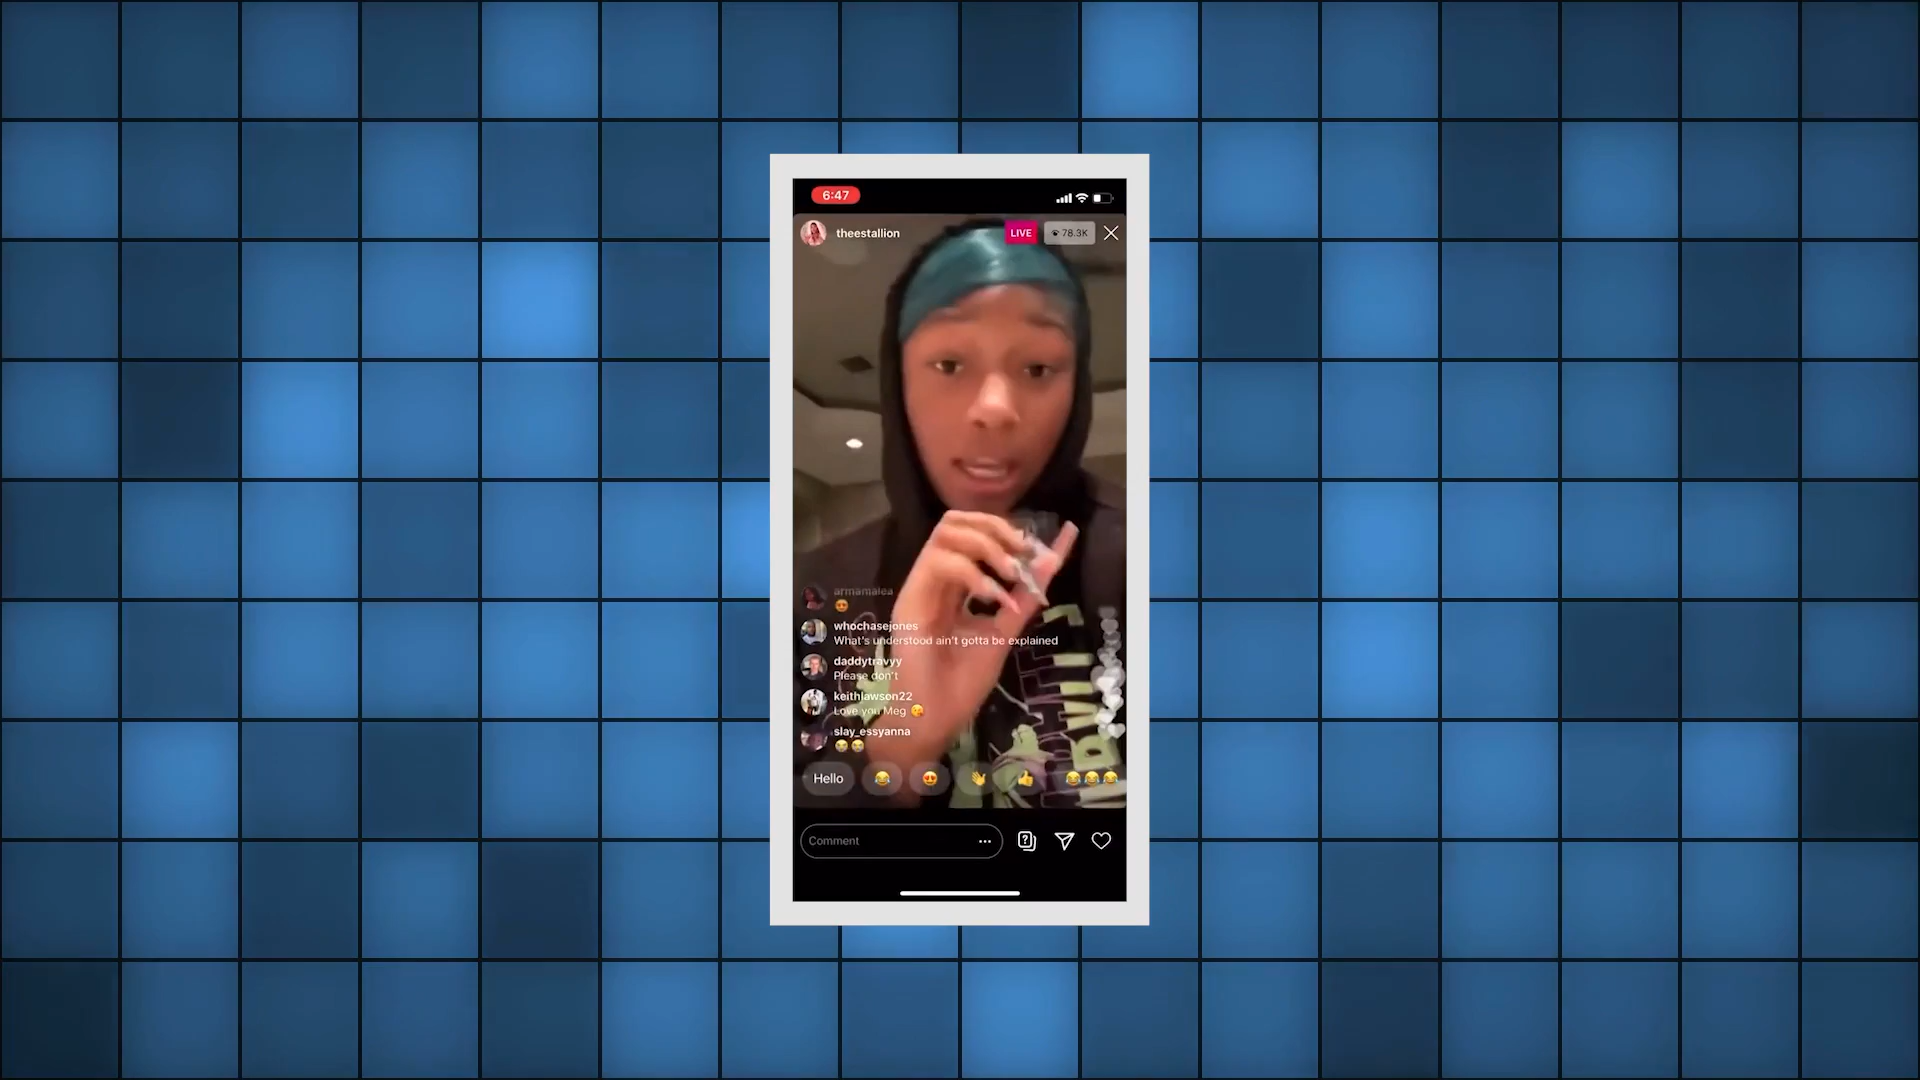 6:47
theestallion LIVE 78.3K
armamalea
😍
whochasejones
What's understood ain't gotta be explained
daddytravyy
Please don't
keithlawson22
Love you Meg 😘
slay_essyanna
😭😭
Hello 😂 😍 👋 👍 😂😂😂
Comment